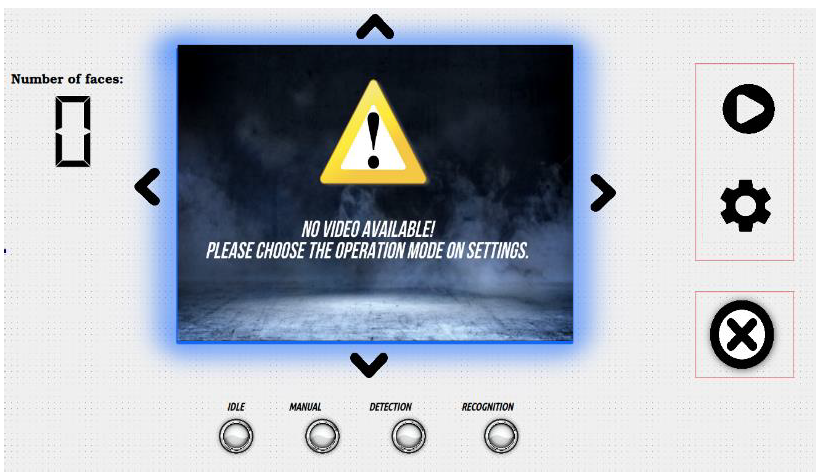 Number of faces:
0
NO VIDEO AVAILABLE!
PLEASE CHOOSE THE OPERATION MODE ON SETTINGS.
IDLE MANUAL DETECTION RECOGNITION